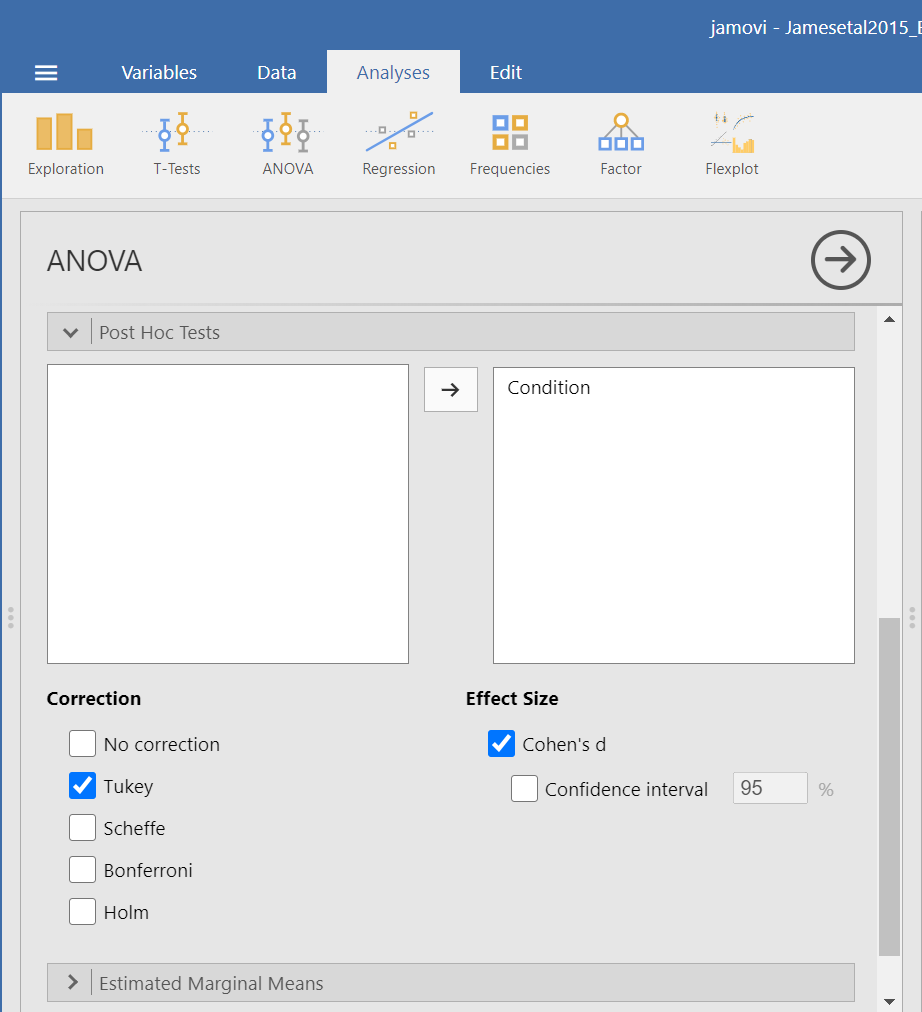 jamovi - Jamesetal2015_
Variables Data Analyses Edit
Exploration T-Tests ANOVA Regression Frequencies Factor Flexplot
ANOVA
Post Hoc Tests
Condition
Correction Effect Size
No correction Cohen's d
Tukey Confidence interval 95 %
Scheffe
Bonferroni
Holm
Estimated Marginal Means